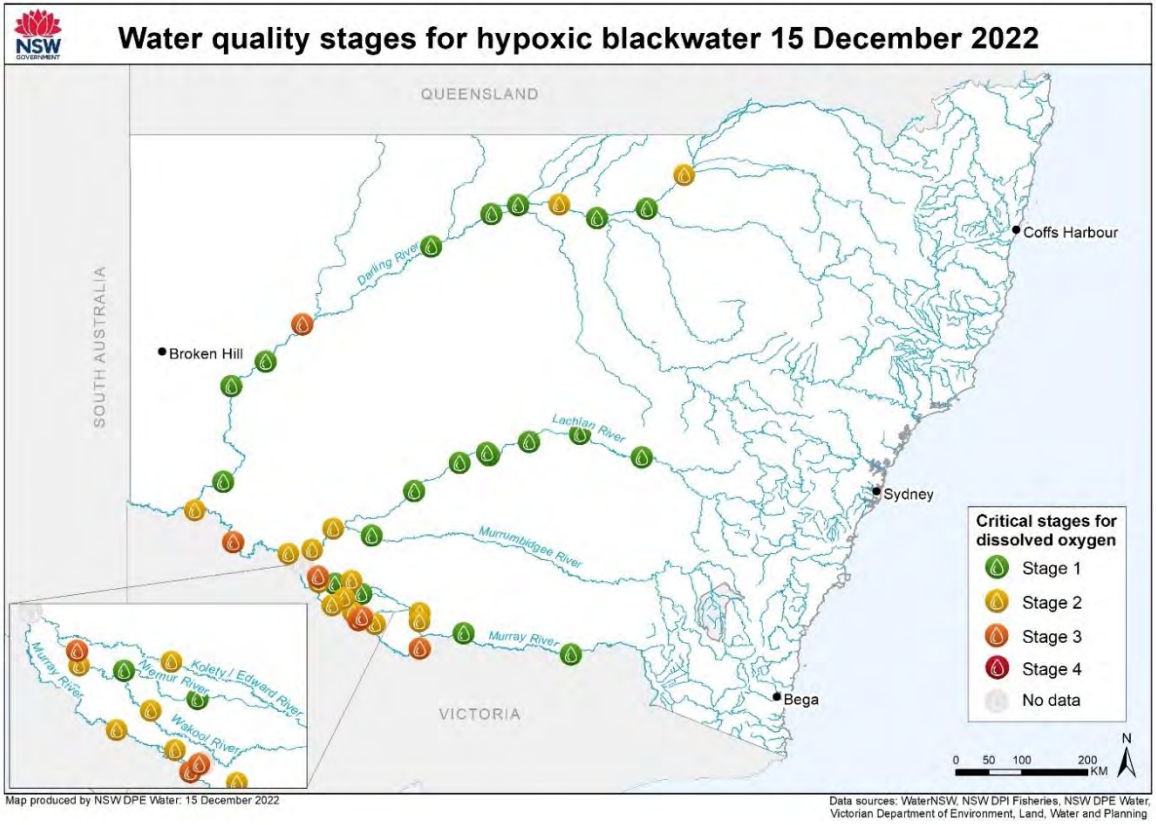 NSW
GOVERNMENT
Water quality stages for hypoxic blackwater 15 December 2022
QUEENSLAND
Coffs Harbour
Darling River
SOUTH AUSTRALIA
Broken Hill
Lachlan River
Sydney
Murrumbidgee River
Critical stages for
dissolved oxygen
Stage 1
Stage 2
Stage 3
Stage 4
No data
Murray River
Kolety / Edward River
Niemur River
Murray River
Wakool River
Bega
VICTORIA
N
0 50 100 200
KM
Map produced by NSW DPE Water: 15 December 2022
Data sources: WaterNSW, NSW DPI Fisheries, NSW DPE Water,
Victorian Department of Environment, Land, Water and Planning